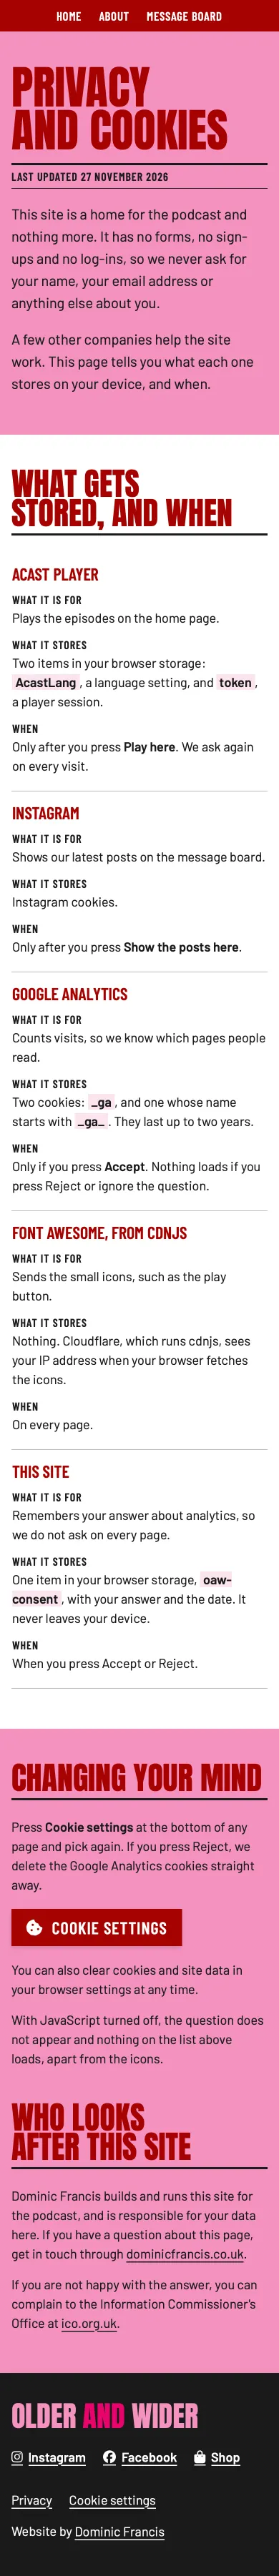 HOME ABOUT MESSAGE BOARD
PRIVACY
AND COOKIES
LAST UPDATED 27 NOVEMBER 2026
This site is a home for the podcast and
nothing more. It has no forms, no sign-
ups and no log-ins, so we never ask for
your name, your email address or
anything else about you.
A few other companies help the site
work. This page tells you what each one
stores on your device, and when.
WHAT GETS
STORED, AND WHEN
ACAST PLAYER
WHAT IT IS FOR
Plays the episodes on the home page.
WHAT IT STORES
Two items in your browser storage:
AcastLang, a language setting, and token,
a player session.
WHEN
Only after you press Play here. We ask again
on every visit.
INSTAGRAM
WHAT IT IS FOR
Shows our latest posts on the message board.
WHAT IT STORES
Instagram cookies.
WHEN
Only after you press Show the posts here.
GOOGLE ANALYTICS
WHAT IT IS FOR
Counts visits, so we know which pages people
read.
WHAT IT STORES
Two cookies: _ga, and one whose name
starts with _ga_. They last up to two years.
WHEN
Only if you press Accept. Nothing loads if you
press Reject or ignore the question.
FONT AWESOME, FROM CDNJS
WHAT IT IS FOR
Sends the small icons, such as the play
button.
WHAT IT STORES
Nothing. Cloudflare, which runs cdnjs, sees
your IP address when your browser fetches
the icons.
WHEN
On every page.
THIS SITE
WHAT IT IS FOR
Remembers your answer about analytics, so
we do not ask on every page.
WHAT IT STORES
One item in your browser storage, oaw-
consent, with your answer and the date. It
never leaves your device.
WHEN
When you press Accept or Reject.
CHANGING YOUR MIND
Press Cookie settings at the bottom of any
page and pick again. If you press Reject, we
delete the Google Analytics cookies straight
away.
COOKIE SETTINGS
You can also clear cookies and site data in
your browser settings at any time.
With JavaScript turned off, the question does
not appear and nothing on the list above
loads, apart from the icons.
WHO LOOKS
AFTER THIS SITE
Dominic Francis builds and runs this site for
the podcast, and is responsible for your data
here. If you have a question about this page,
get in touch through dominicfrancis.co.uk.
If you are not happy with the answer, you can
complain to the Information Commissioner's
Office at ico.org.uk.
OLDER AND WIDER
Instagram Facebook Shop
Privacy Cookie settings
Website by Dominic Francis